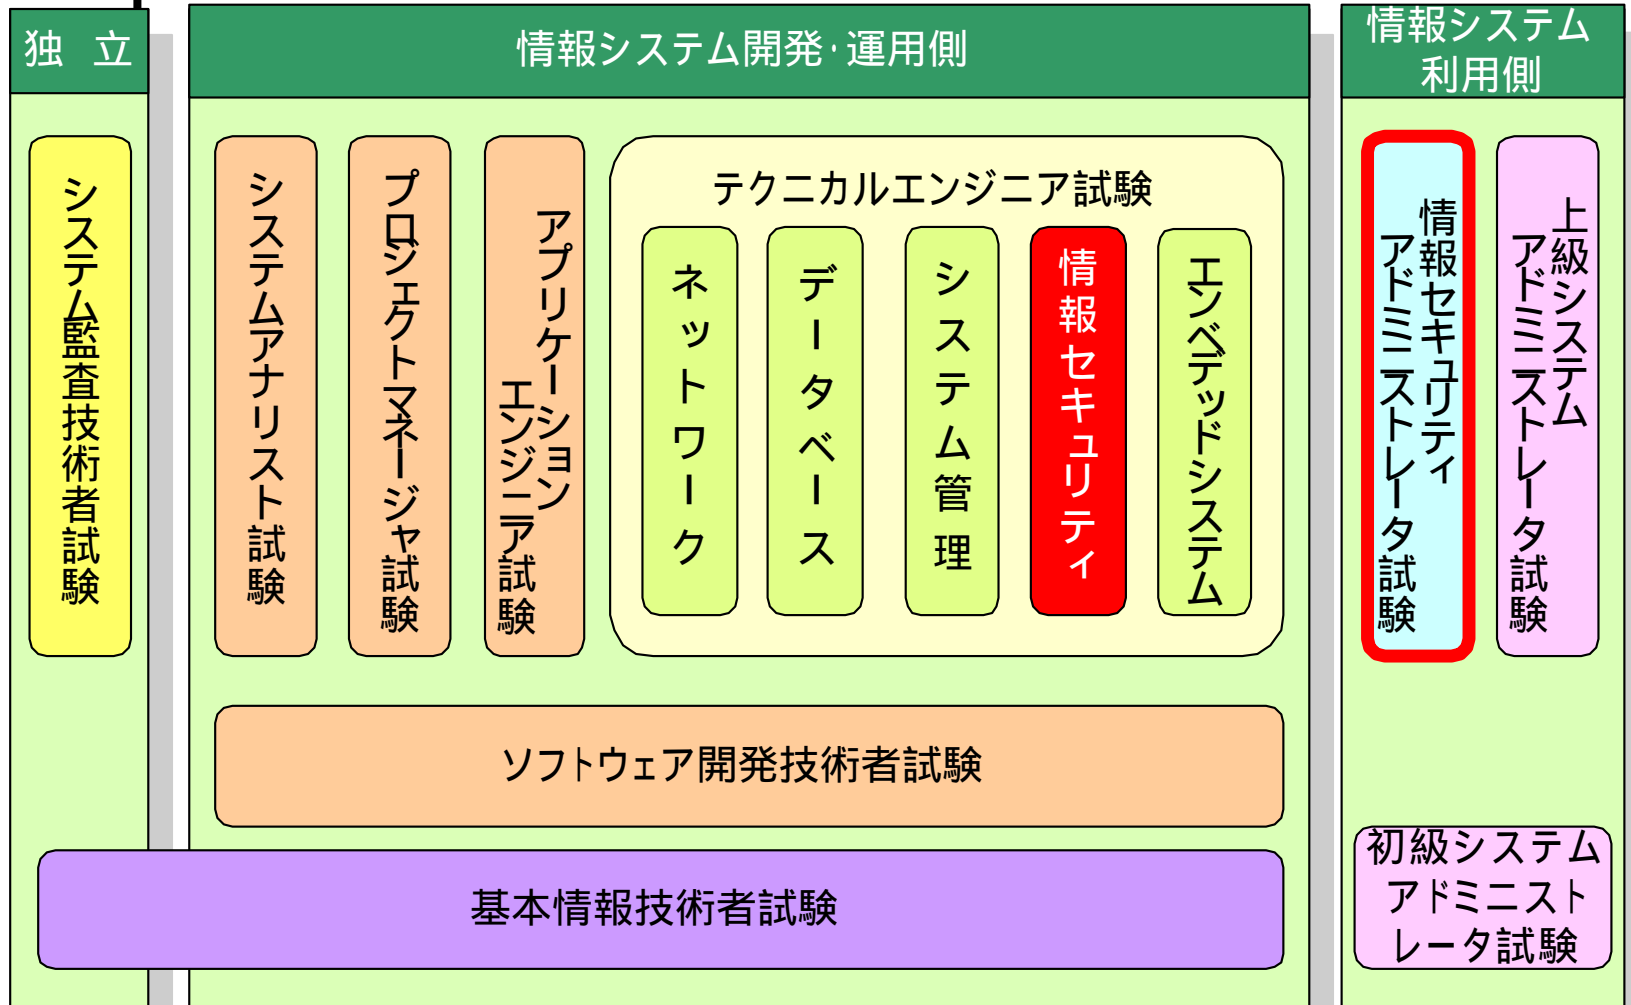 独 立
情報システム開発･運用側
情報システム
利用側
システム監査技術者試験
システムアナリスト試験
プロジェクトマネージャ試験
アプリケーション
エンジニア試験
テクニカルエンジニア試験
ネットワーク
データベース
システム管理
情報セキュリティ
エンベデッドシステム
情報セキュリティ
アドミニストレータ試験
上級システム
アドミニストレータ試験
ソフトウェア開発技術者試験
基本情報技術者試験
初級システム
アドミニスト
レータ試験